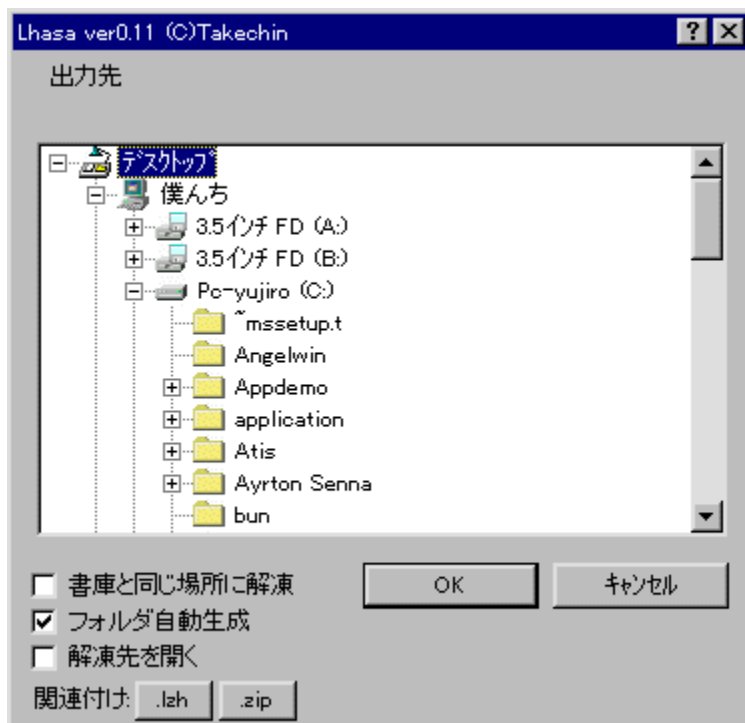 Lhasa ver0.11 (C)Takechin
出力先
デスクトップ
僕んち
3.5インチ FD (A:)
3.5インチ FD (B:)
Pc-yujiro (C:)
~mssetup.t
Angelwin
Appdemo
application
Atis
Ayrton Senna
bun
書庫と同じ場所に解凍
OK
キャンセル
フォルダ自動生成
解凍先を開く
関連付け: .lzh .zip